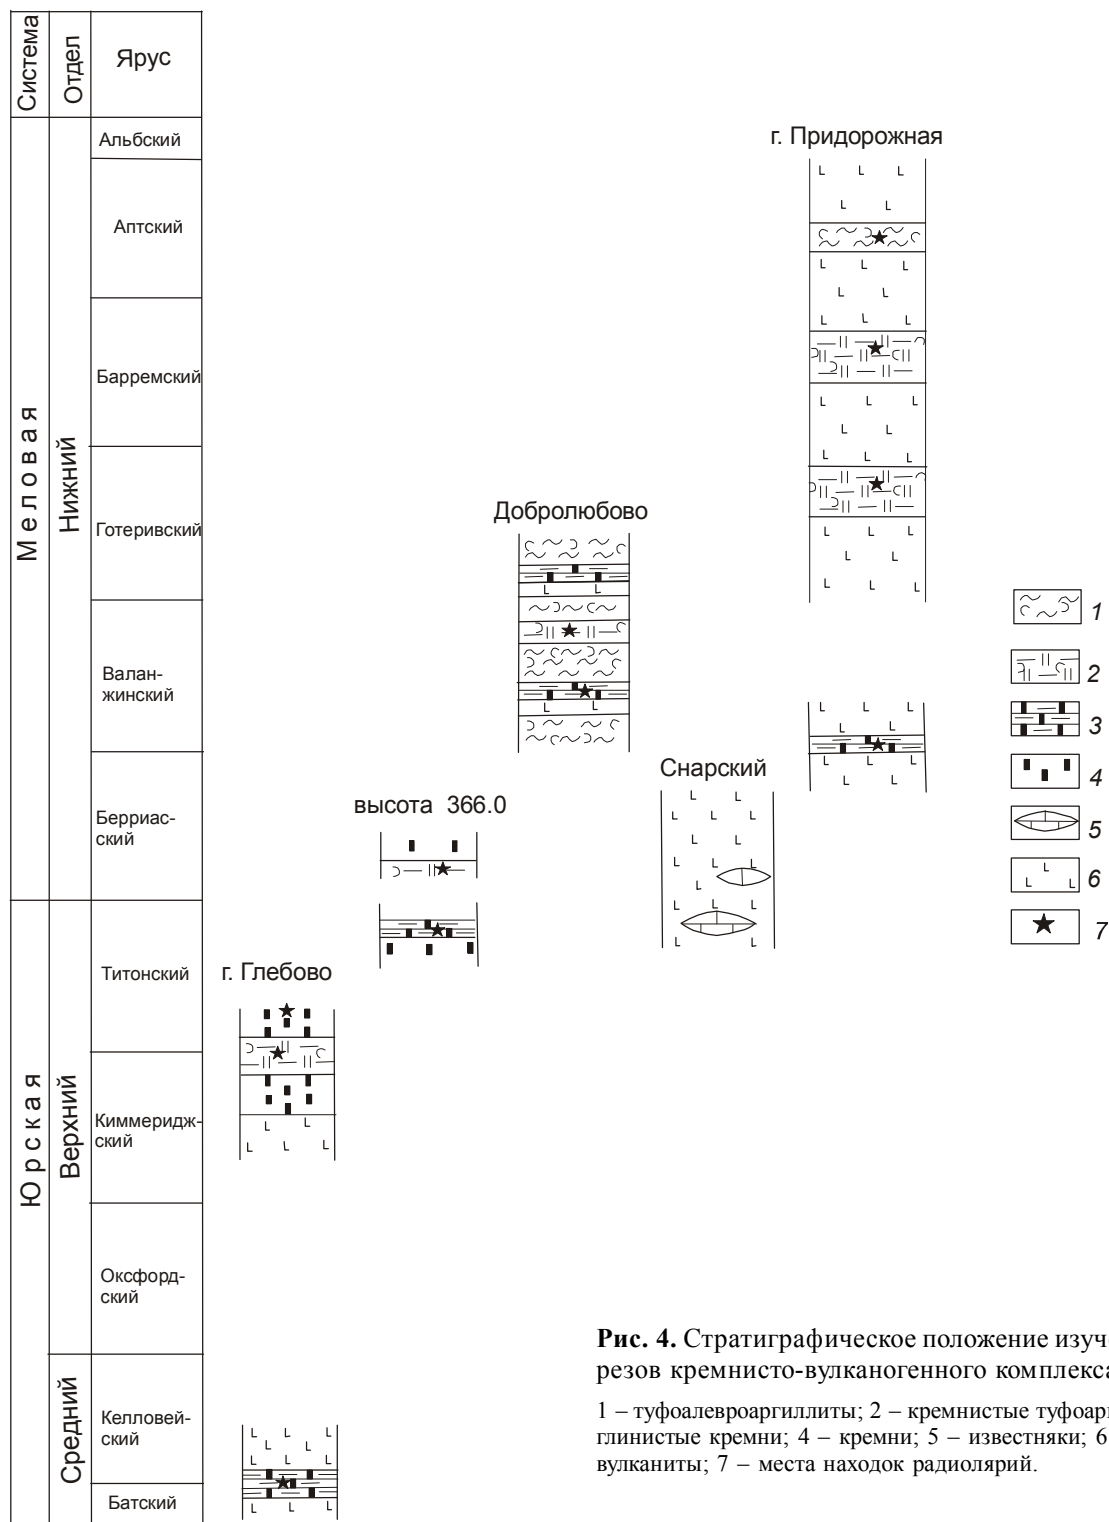 Система
Отдел
Ярус
Меловая
Нижний
Альбский
Аптский
Барремский
Готеривский
Валан-
жинский
Берриас-
ский
Юрская
Верхний
Титонский
Киммеридж-
ский
Оксфорд-
ский
Средний
Келловей-
ский
Батский
г. Придорожная
Добролюбово
Снарский
высота 366.0
г. Глебово
1
2
3
4
5
6
7
Рис. 4. Стратиграфическое положение изуч
резов кремнисто-вулканогенного комплекса
1 – туфоалевроаргиллиты; 2 – кремнистые туфоар
глинистые кремни; 4 – кремни; 5 – известняки; 6
вулканиты; 7 – места находок радиолярий.